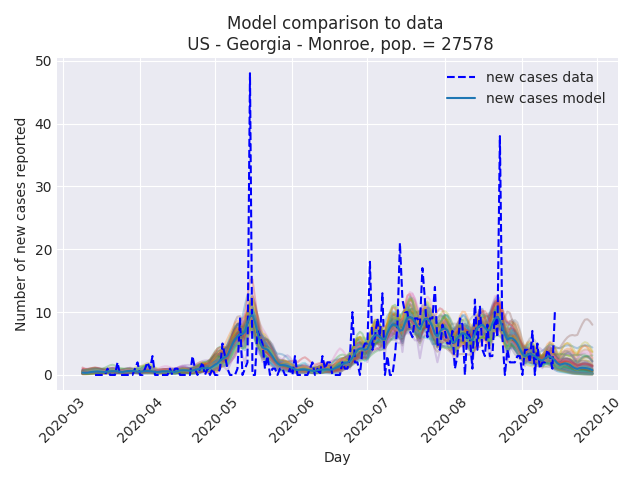 Model comparison to data
US - Georgia - Monroe, pop. = 27578
new cases data
new cases model
Number of new cases reported
50
40
30
20
10
0
2020-03
2020-04
2020-05
2020-06
2020-07
2020-08
2020-09
2020-10
Day